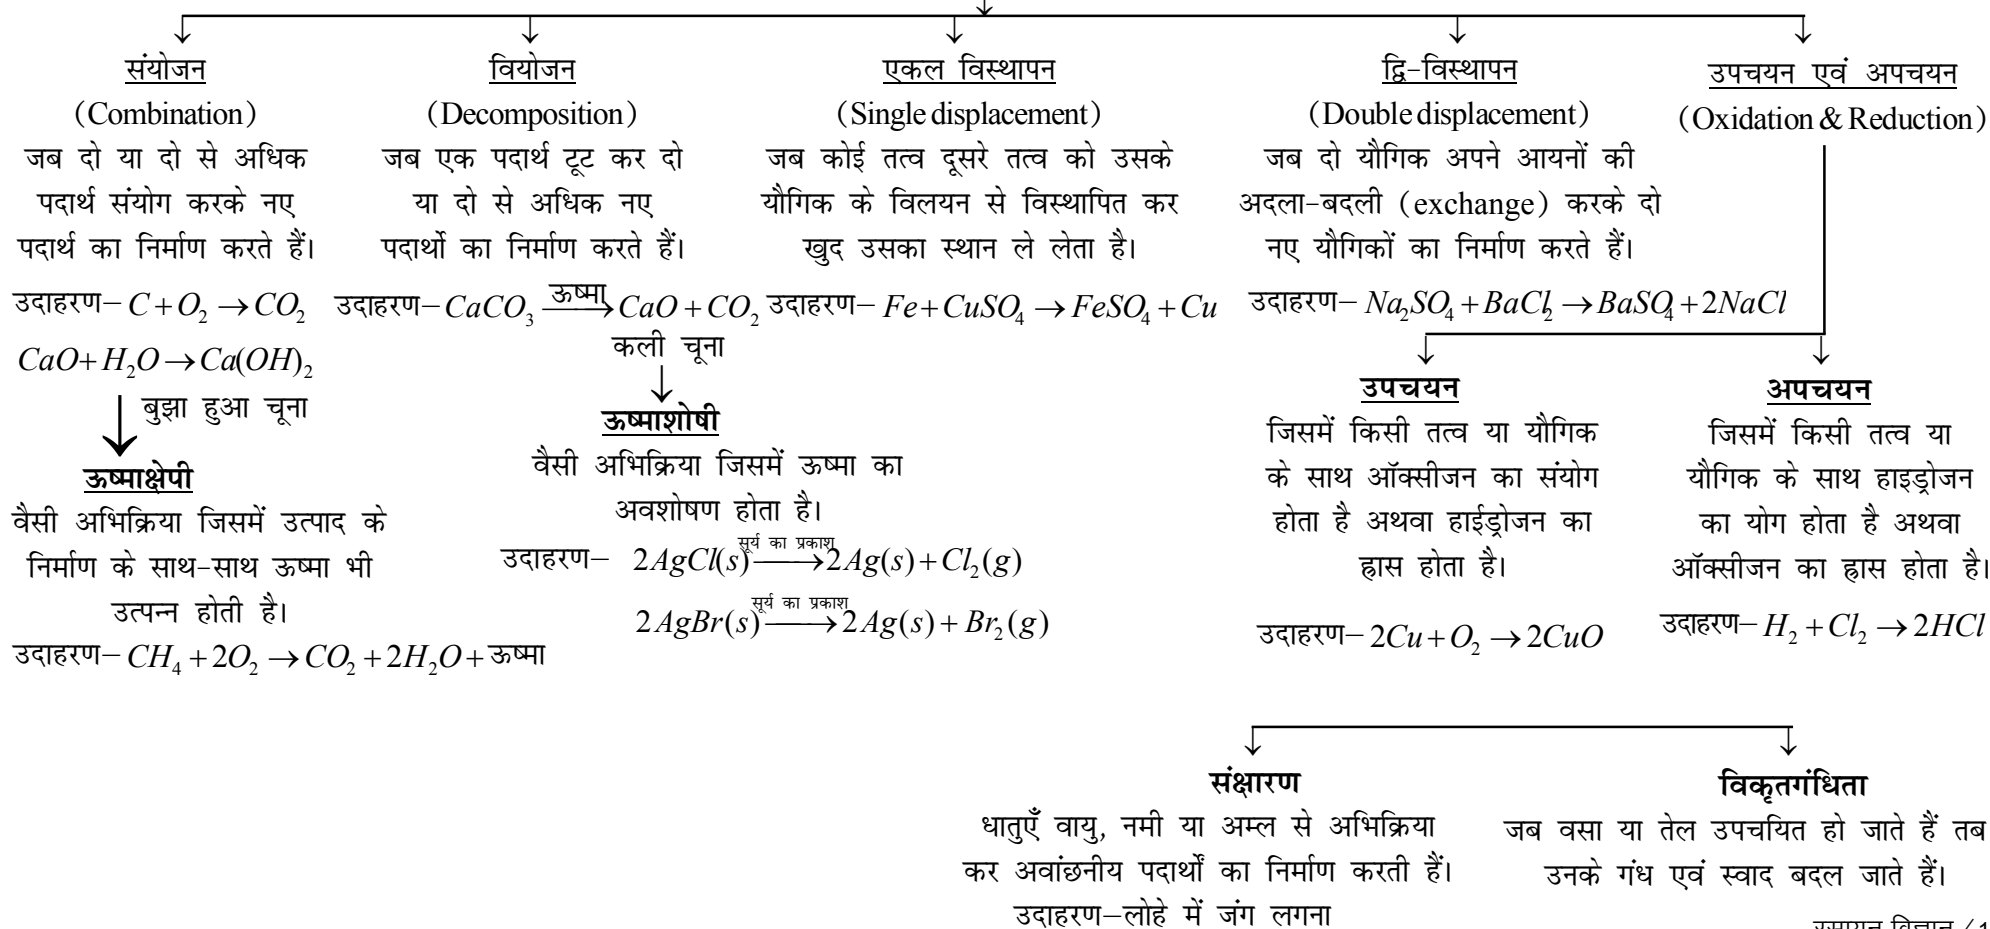 संयोजन
(Combination)
जब दो या दो से अधिक
पदार्थ संयोग करके नए
पदार्थ का निर्माण करते हैं।
उदाहरण– C + O₂ → CO₂
CaO + H₂O → Ca(OH)₂
बुझा हुआ चूना
ऊष्माक्षेपी
वैसी अभिक्रिया जिसमें उत्पाद के
निर्माण के साथ-साथ ऊष्मा भी
उत्पन्न होती है।
उदाहरण– CH₄ + 2O₂ → CO₂ + 2H₂O + ऊष्मा
वियोजन
(Decomposition)
जब एक पदार्थ टूट कर दो
या दो से अधिक नए
पदार्थो का निर्माण करते हैं।
उदाहरण– CaCO₃ ऊष्मा→ CaO + CO₂
कली चूना
ऊष्माशोषी
वैसी अभिक्रिया जिसमें ऊष्मा का
अवशोषण होता है।
उदाहरण– 2AgCl(s) सूर्य का प्रकाश→ 2Ag(s) + Cl₂(g)
2AgBr(s) सूर्य का प्रकाश→ 2Ag(s) + Br₂(g)
एकल विस्थापन
(Single displacement)
जब कोई तत्व दूसरे तत्व को उसके
यौगिक के विलयन से विस्थापित कर
खुद उसका स्थान ले लेता है।
उदाहरण– Fe + CuSO₄ → FeSO₄ + Cu
द्वि-विस्थापन
(Double displacement)
जब दो यौगिक अपने आयनों की
अदला-बदली (exchange) करके दो
नए यौगिकों का निर्माण करते हैं।
उदाहरण– Na₂SO₄ + BaCl₂ → BaSO₄ + 2NaCl
उपचयन एवं अपचयन
(Oxidation & Reduction)
उपचयन
जिसमें किसी तत्व या यौगिक
के साथ ऑक्सीजन का संयोग
होता है अथवा हाईड्रोजन का
ह्रास होता है।
उदाहरण– 2Cu + O₂ → 2CuO
अपचयन
जिसमें किसी तत्व या
यौगिक के साथ हाइड्रोजन
का योग होता है अथवा
ऑक्सीजन का ह्रास होता है।
उदाहरण– H₂ + Cl₂ → 2HCl
संक्षारण
धातुएँ वायु, नमी या अम्ल से अभिक्रिया
कर अवांछनीय पदार्थों का निर्माण करती हैं।
उदाहरण–लोहे में जंग लगना
विकृतगंधिता
जब वसा या तेल उपचयित हो जाते हैं तब
उनके गंध एवं स्वाद बदल जाते हैं।
रसायन विज्ञान / 1